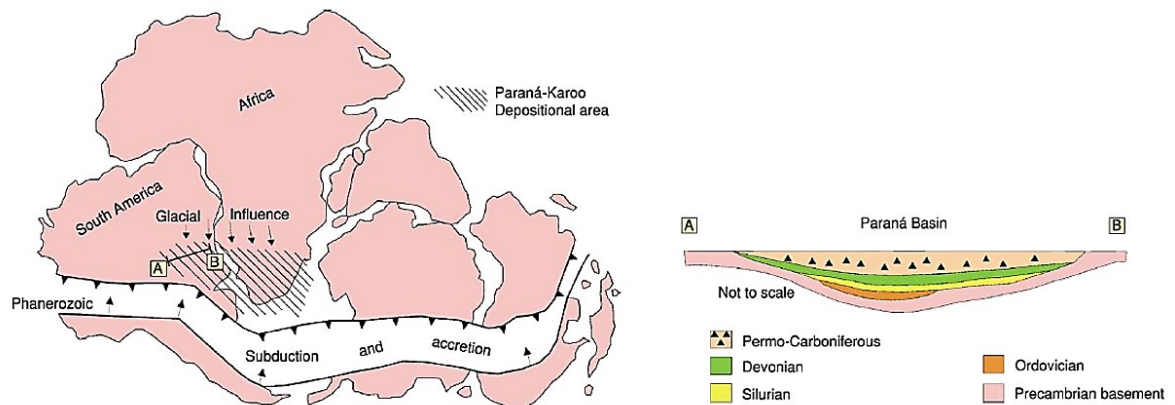 Africa
Paraná-Karoo
Depositional area
South America
Glacial
Influence
A
B
Phanerozoic
Subduction and accretion
A
Paraná Basin
B
Not to scale
Permo-Carboniferous
Devonian
Silurian
Ordovician
Precambrian basement